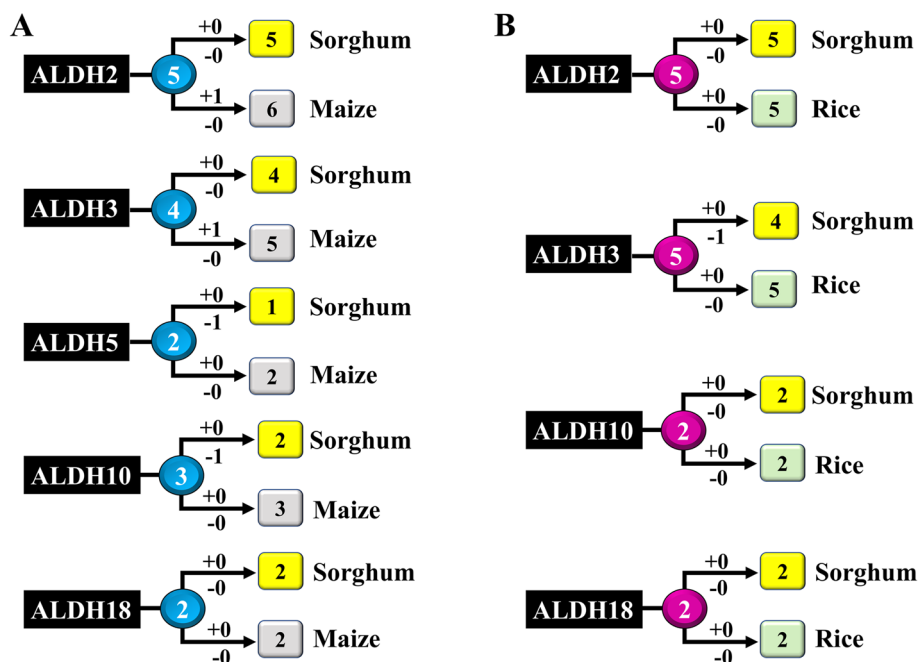 A
ALDH2
5
+0
-0
5
Sorghum
+1
-0
6
Maize
ALDH3
4
+0
-0
4
Sorghum
+1
-0
5
Maize
ALDH5
2
+0
-1
1
Sorghum
+0
-0
2
Maize
ALDH10
3
+0
-1
2
Sorghum
+0
-0
3
Maize
ALDH18
2
+0
-0
2
Sorghum
+0
-0
2
Maize
B
ALDH2
5
+0
-0
5
Sorghum
+0
-0
5
Rice
ALDH3
5
+0
-1
4
Sorghum
+0
-0
5
Rice
ALDH10
2
+0
-0
2
Sorghum
+0
-0
2
Rice
ALDH18
2
+0
-0
2
Sorghum
+0
-0
2
Rice